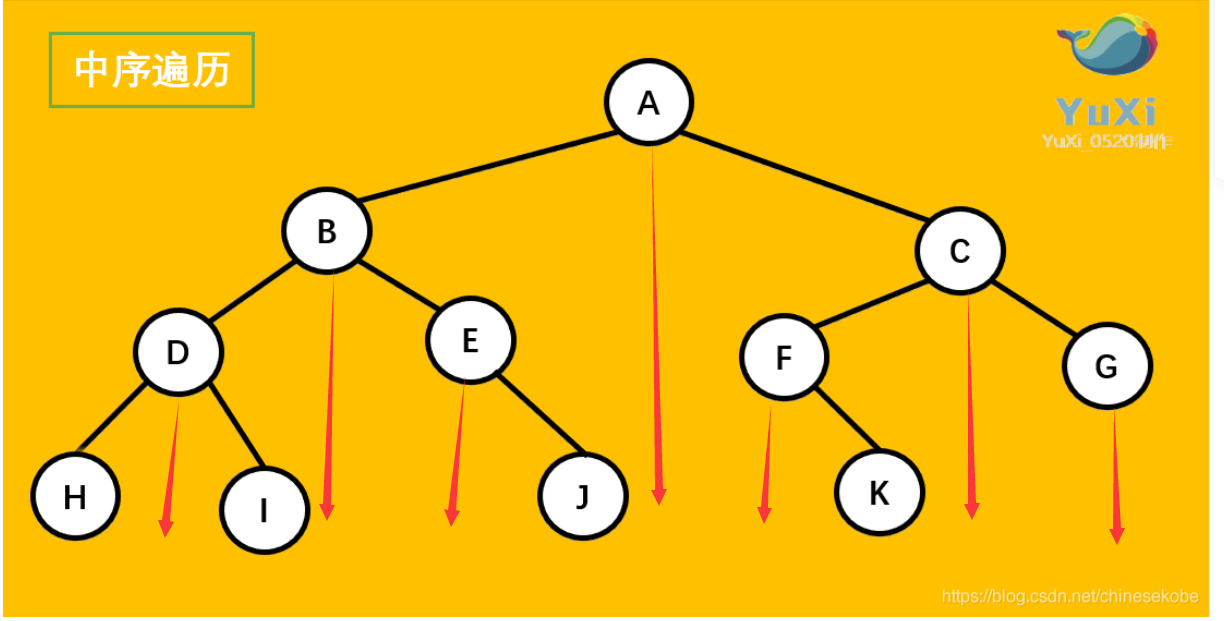 中序遍历
YuXi
YuXi_0520制作
A
B
C
D
E
F
G
H
I
J
K
https://blog.csdn.net/chinesekobe